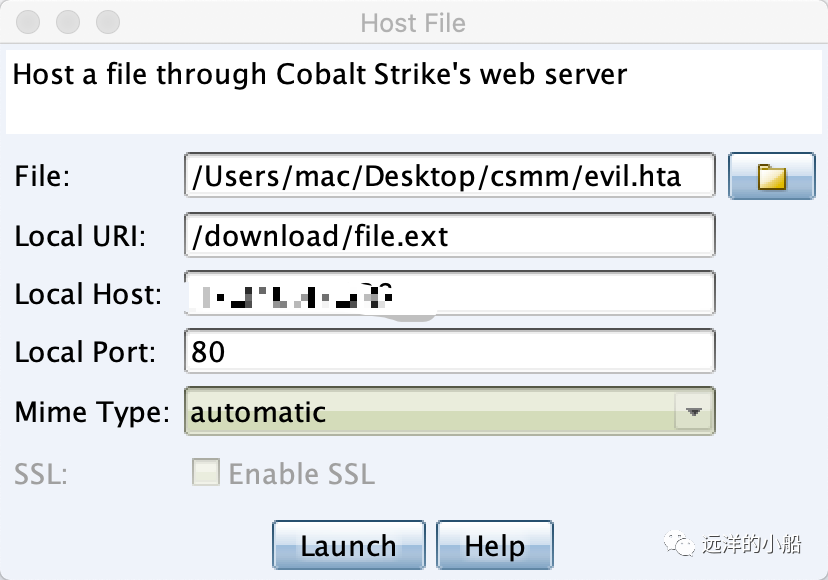 Host File
Host a file through Cobalt Strike's web server
File: /Users/mac/Desktop/csmm/evil.hta
Local URI: /download/file.ext
Local Host:
Local Port: 80
Mime Type: automatic
SSL: Enable SSL
Launch Help
远洋的小船